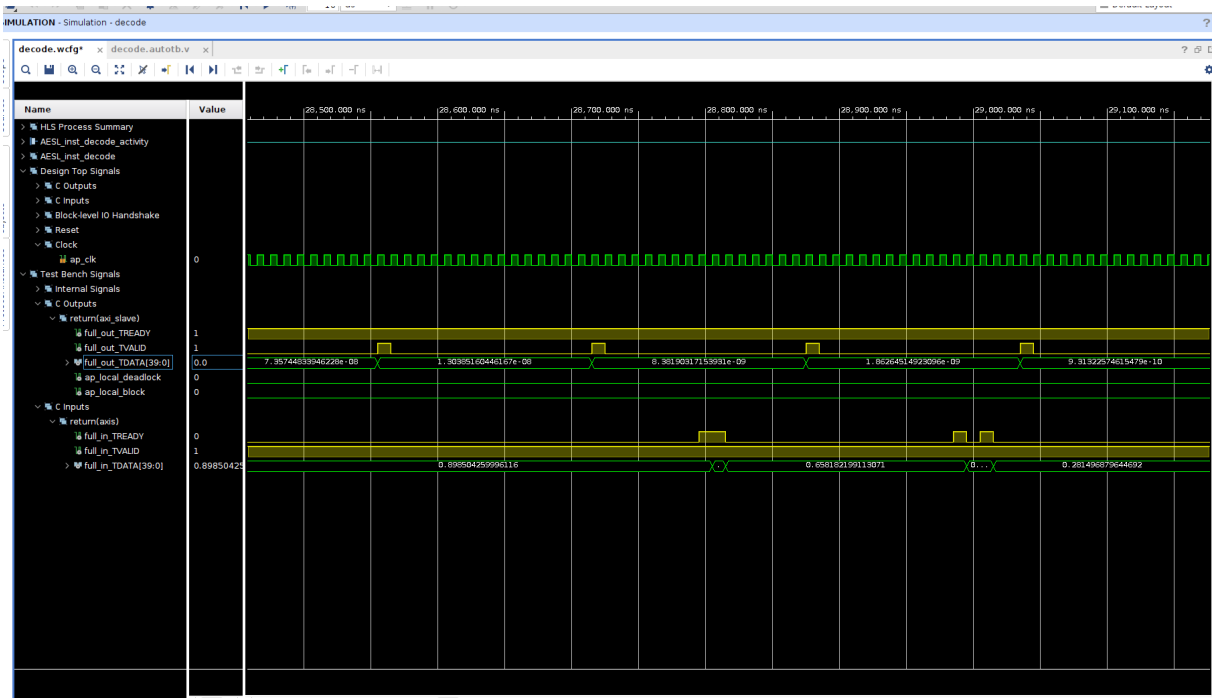 SIMULATION - Simulation - decode ?
decode.wcfg* × decode.autotb.v ×
Name Value 28,500.000 ns 28,600.000 ns 28,700.000 ns 28,800.000 ns 28,900.000 ns 29,000.000 ns 29,100.000 ns
HLS Process Summary
AESL_inst_decode_activity
AESL_inst_decode
Design Top Signals
C Outputs
C Inputs
Block-level IO Handshake
Reset
Clock
ap_clk 0
Test Bench Signals
Internal Signals
C Outputs
return(axi_slave)
full_out_TREADY 1
full_out_TVALID 1
full_out_TDATA[39:0] 0.0 7.35744833946228e-08 1.30385160446167e-08 8.38190317153931e-09 1.86264514923096e-09 9.31322574615479e-10
ap_local_deadlock 0
ap_local_block 0
C Inputs
return(axis)
full_in_TREADY 0
full_in_TVALID 1
full_in_TDATA[39:0] 0.89850425 0.898504259996116 . 0.658182199113071 0... 0.281496879644692